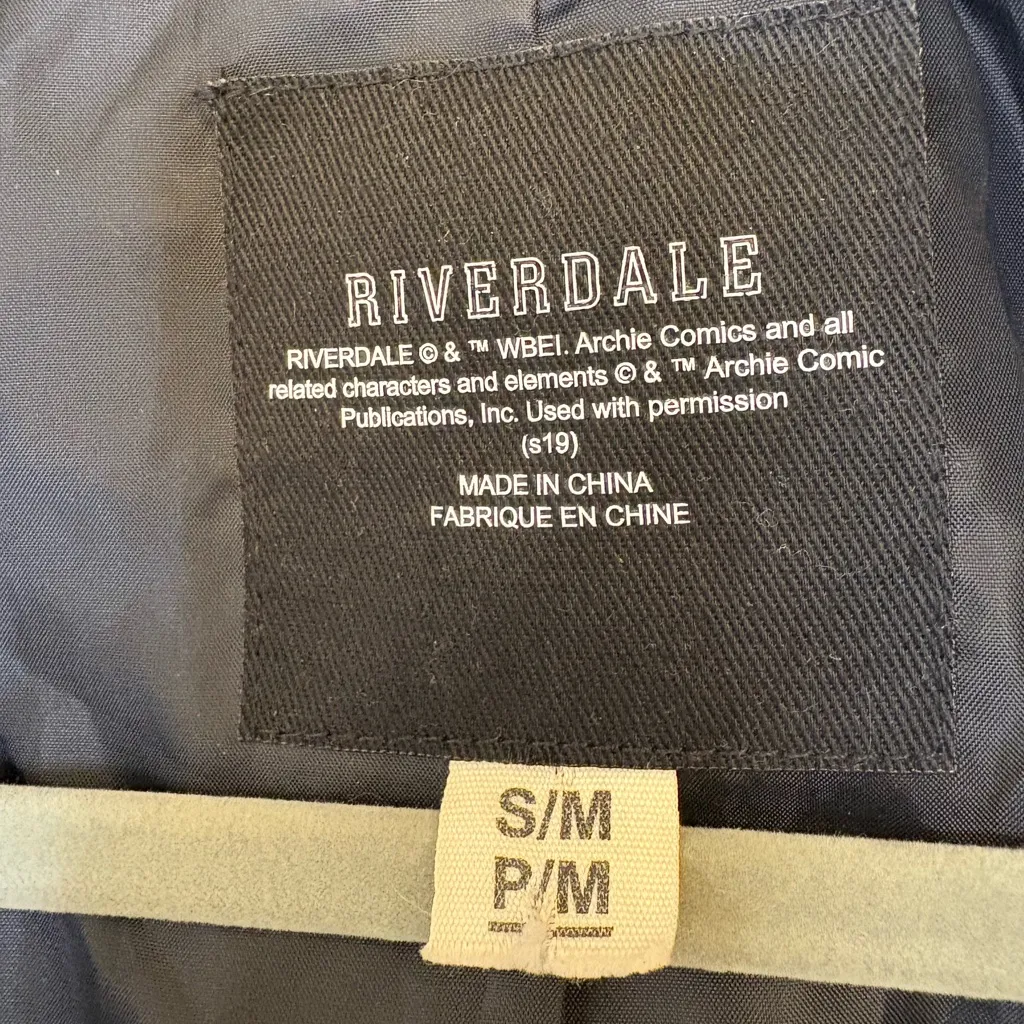 RIVERDALE
RIVERDALE © & ™ WBEI. Archie Comics and all
related characters and elements © & ™ Archie Comic
Publications, Inc. Used with permission
(s19)
MADE IN CHINA
FABRIQUE EN CHINE
S/M
P/M